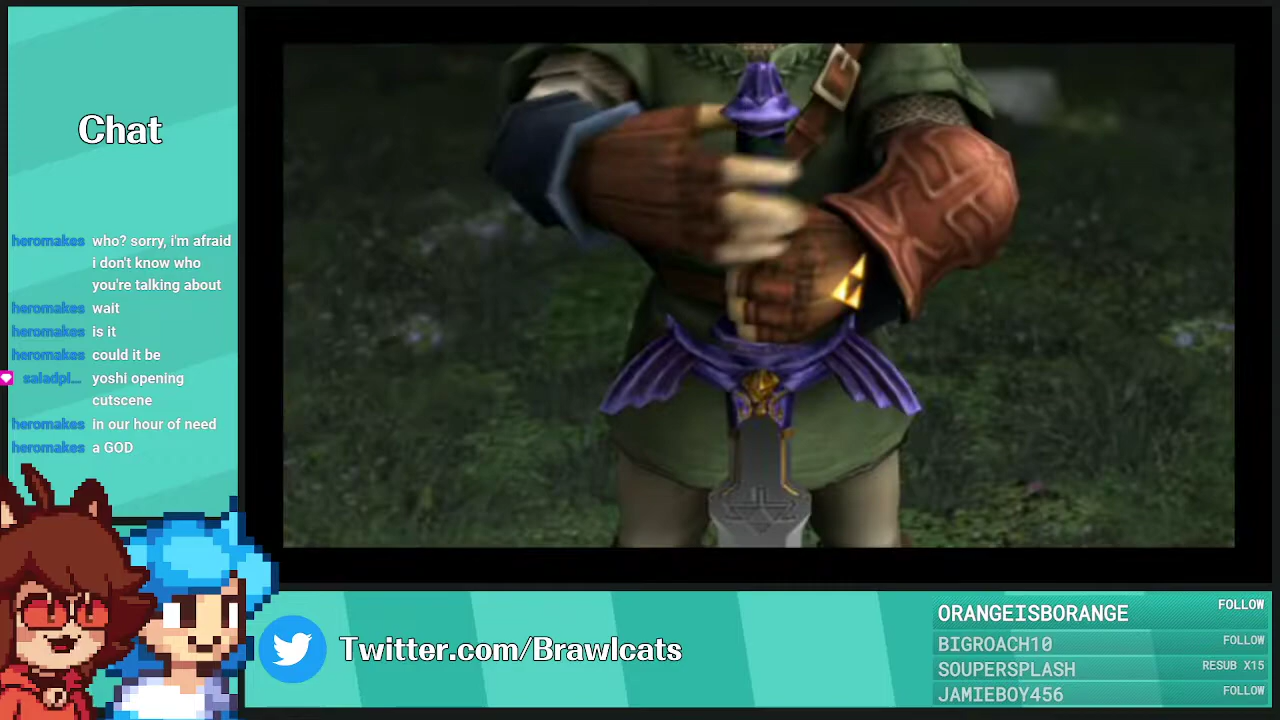 Chat
heromakes who? sorry, i'm afraid
i don't know who
you're talking about
heromakes wait
heromakes is it
heromakes could it be
saladpl... yoshi opening
cutscene
heromakes in our hour of need
heromakes a GOD
Twitter.com/Brawlcats
ORANGEISBORANGE FOLLOW
BIGROACH10 FOLLOW
SOUPERSPLASH RESUB X15
JAMIEBOY456 FOLLOW